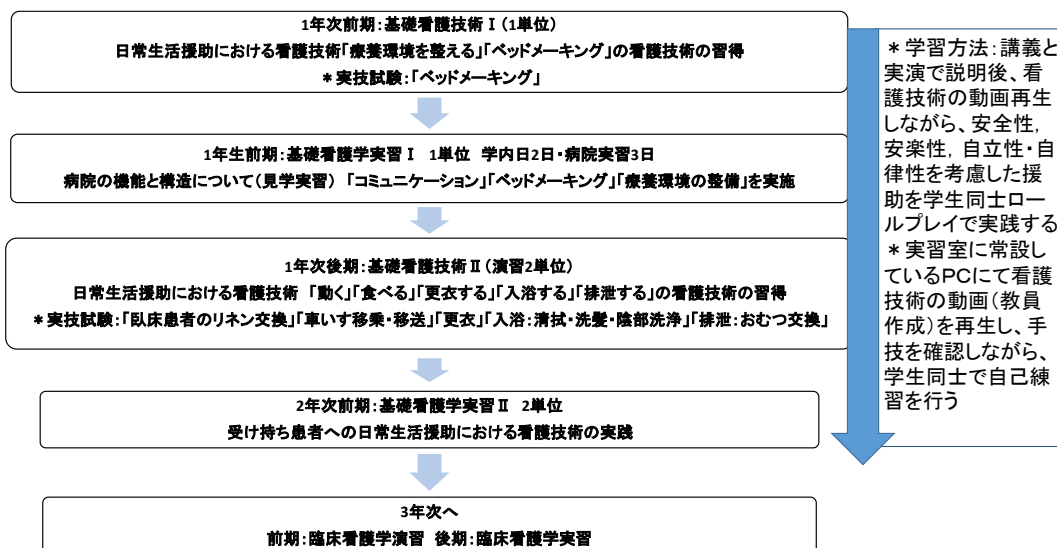 1年次前期:基礎看護技術Ⅰ(1単位)
日常生活援助における看護技術「療養環境を整える」「ベッドメーキング」の看護技術の習得
＊実技試験:「ベッドメーキング」
1年生前期:基礎看護学実習Ⅰ 1単位 学内日2日・病院実習3日
病院の機能と構造について(見学実習) 「コミュニケーション」「ベッドメーキング」「療養環境の整備」を実施
1年次後期:基礎看護技術Ⅱ(演習2単位)
日常生活援助における看護技術 「動く」「食べる」「更衣する」「入浴する」「排泄する」の看護技術の習得
＊実技試験:「臥床患者のリネン交換」「車いす移乗・移送」「更衣」「入浴:清拭・洗髪・陰部洗浄」「排泄:おむつ交換」
2年次前期:基礎看護学実習Ⅱ 2単位
受け持ち患者への日常生活援助における看護技術の実践
3年次へ
前期:臨床看護学演習 後期:臨床看護学実習
＊学習方法:講義と
実演で説明後、看
護技術の動画再生
しながら、安全性,
安楽性, 自立性・自
律性を考慮した援
助を学生同士ロー
ルプレイで実践する
＊実習室に常設し
ているPCにて看護
技術の動画(教員
作成)を再生し、手
技を確認しながら、
学生同士で自己練
習を行う